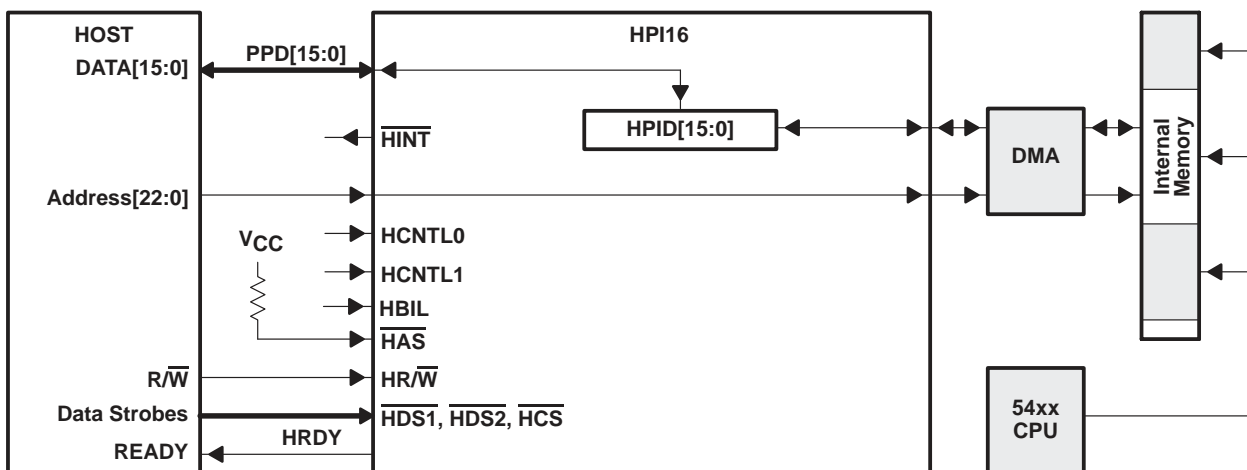 HOST
HPI16
DATA[15:0]
PPD[15:0]
HPID[15:0]
HINT
DMA
Internal
Memory
Address[22:0]
VCC
HCNTL0
HCNTL1
HBIL
HAS
R/W
HR/W
Data Strobes
HDS1, HDS2, HCS
HRDY
READY
54xx
CPU